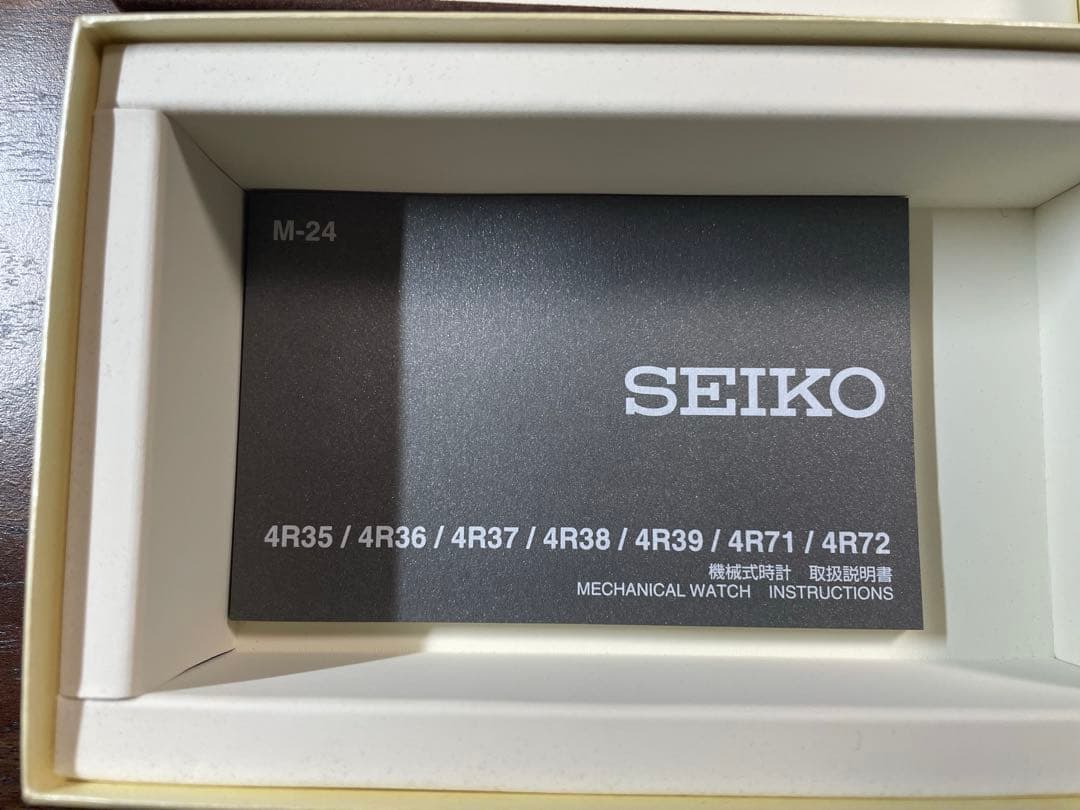 M-24
SEIKO
4R35 / 4R36 / 4R37 / 4R38 / 4R39 / 4R71 / 4R72
機械式時計　取扱説明書
MECHANICAL WATCH　INSTRUCTIONS